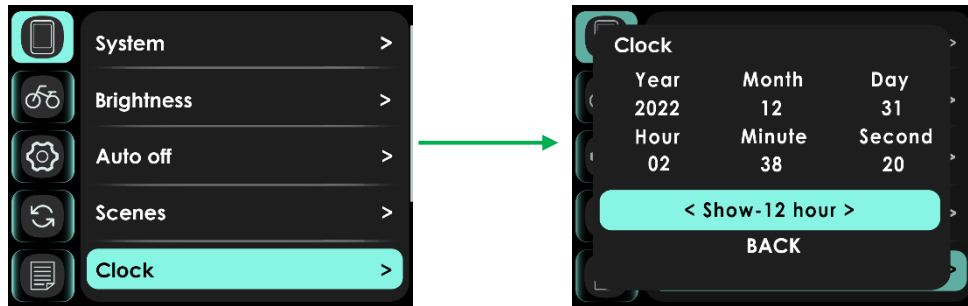 System >
Brightness >
Auto off >
Scenes >
Clock >
Clock
Year Month Day
2022 12 31
Hour Minute Second
02 38 20
< Show-12 hour >
BACK